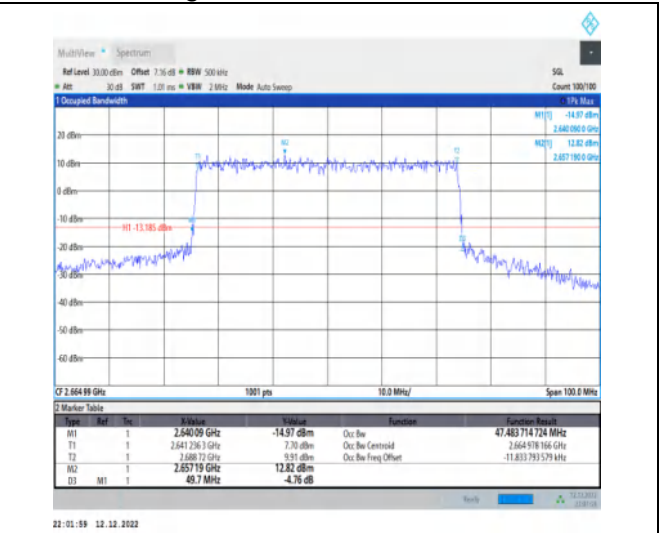 MultiView Spectrum
Ref Level 30.00 dBm Offset 7.36 dB RBW 500 kHz SGL
Att 30 dB SWT 1.01 ms VBW 2 MHz Mode Auto Sweep Count 100/100
1 Occupied Bandwidth 1Pk Max
M1[1] -14.97 dBm
2.640 090 0 GHz
M2[1] 12.82 dBm
2.657 190 0 GHz
20 dBm
M2
10 dBm
0 dBm
-10 dBm
H1 -13.185 dBm
-20 dBm
-30 dBm
-40 dBm
-50 dBm
-60 dBm
CF 2.664 99 GHz 1001 pts 10.0 MHz/ Span 100.0 MHz
2 Marker Table
Type Ref Trc X-Value Y-Value Function Function Result
M1 1 2.640 09 GHz -14.97 dBm Occ Bw 47.483 714 724 MHz
T1 1 2.641 236 3 GHz 7.70 dBm Occ Bw Centroid 2.664 978 166 GHz
T2 1 2.688 72 GHz 9.91 dBm Occ Bw Freq Offset -11.833 793 579 kHz
M2 1 2.657 19 GHz 12.82 dBm
D3 M1 1 49.7 MHz -4.76 dB
Ready 12.12.2022
22:01:59 12.12.2022